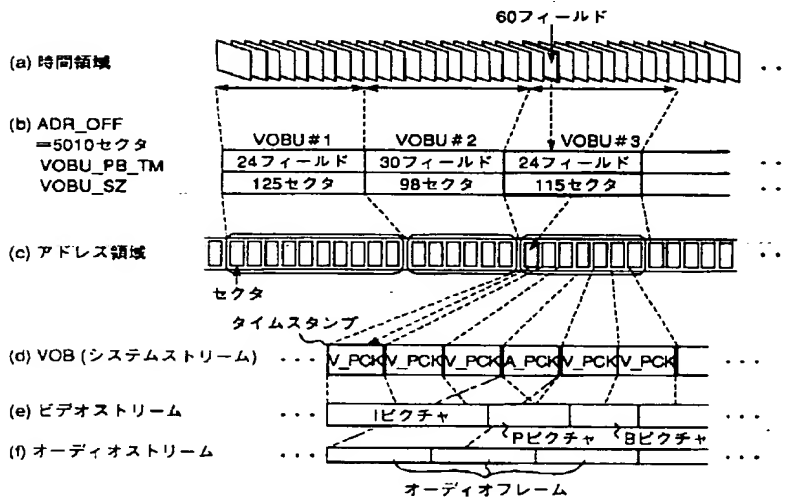 60フィールド
(a) 時間領域
(b) ADR_OFF
=5010セクタ
VOBU_PB_TM
VOBU_SZ
VOBU#1 VOBU#2 VOBU#3
24フィールド 30フィールド 24フィールド
125セクタ 98セクタ 115セクタ
(c) アドレス領域
セクタ
タイムスタンプ
(d) VOB (システムストリーム)
V_PCK V_PCK V_PCK A_PCK V_PCK V_PCK
(e) ビデオストリーム
Iピクチャ
Pピクチャ Bピクチャ
(f) オーディオストリーム
オーディオフレーム